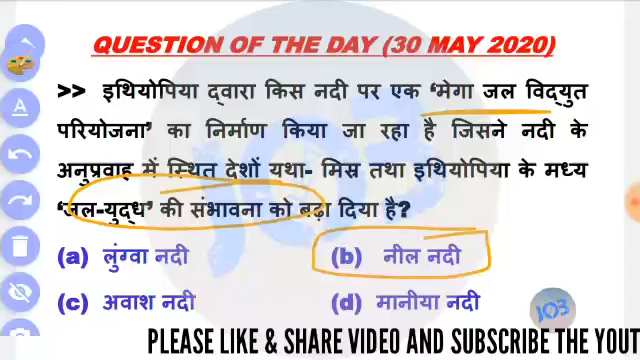 QUESTION OF THE DAY (30 MAY 2020)
>> इथियोपिया द्वारा किस नदी पर एक ‘मेगा जल विद्युत
परियोजना’ का निर्माण किया जा रहा है जिसने नदी के
अनुप्रवाह में स्थित देशों यथा- मिस्र तथा इथियोपिया के मध्य
‘जल-युद्ध’ की संभावना को बढ़ा दिया है?
(a) लुंग्वा नदी
(b) नील नदी
(c) अवाश नदी
(d) मानीया नदी
J03
PLEASE LIKE & SHARE VIDEO AND SUBSCRIBE THE YOUT